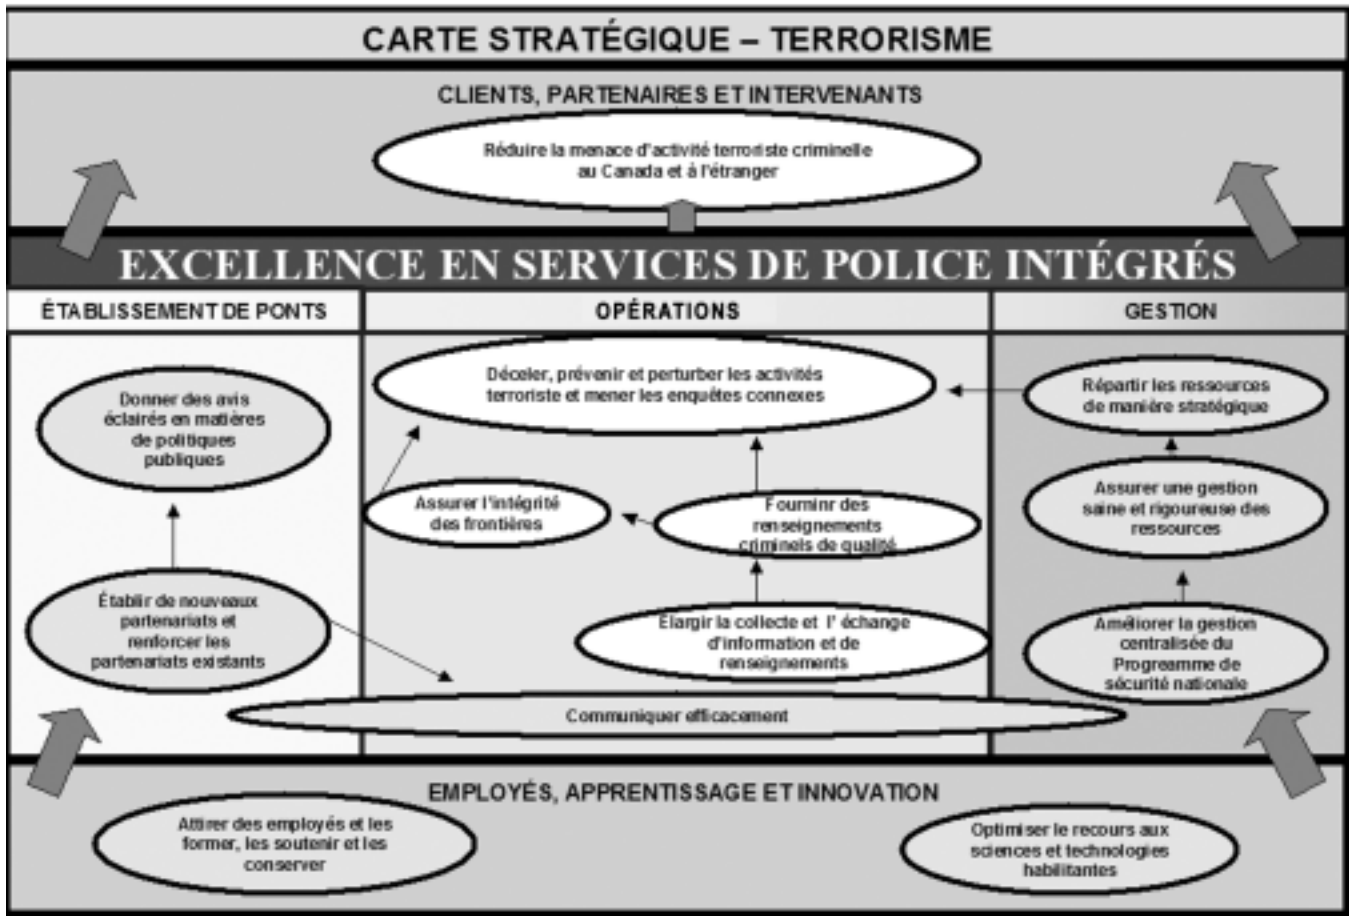 CARTE STRATÉGIQUE – TERRORISME
CLIENTS, PARTENAIRES ET INTERVENANTS
Réduire la menace d'activité terroriste criminelle
au Canada et à l'étranger
EXCELLENCE EN SERVICES DE POLICE INTÉGRÉS
ÉTABLISSEMENT DE PONTS
Donner des avis
éclairés en matières
de politiques
publiques
Établir de nouveaux
partenariats et
renforcer les
partenariats existants
OPÉRATIONS
Déceler, prévenir et perturber les activités
terroriste et mener les enquêtes connexes
Assurer l'intégrité
des frontières
Fourninr des
renseignements
criminels de qualité
Élargir la collecte et l' échange
d'information et de
renseignements
Communiquer efficacement
GESTION
Répartir les ressources
de manière stratégique
Assurer une gestion
saine et rigoureuse des
ressources
Améliorer la gestion
centralisée du
Progreamme de
sécurité nationale
EMPLOYÉS, APPRENTISSAGE ET INNOVATION
Attirer des employés et les
former, les soutenir et les
conserver
Optimiser le recours aux
sciences et technologies
habilitantes